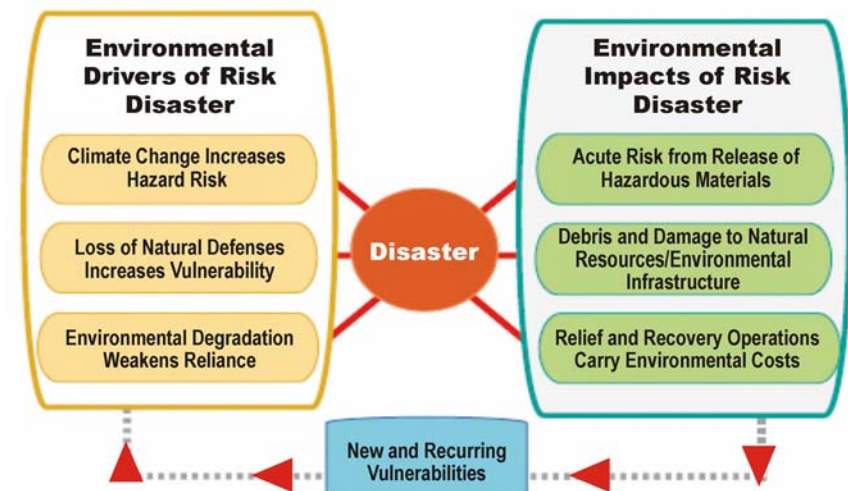 Environmental
Drivers of Risk
Disaster
Climate Change Increases
Hazard Risk
Loss of Natural Defenses
Increases Vulnerability
Environmental Degradation
Weakens Reliance
Disaster
Environmental
Impacts of Risk
Disaster
Acute Risk from Release of
Hazardous Materials
Debris and Damage to Natural
Resources/Environmental
Infrastructure
Relief and Recovery Operations
Carry Environmental Costs
New and Recurring
Vulnerabilities